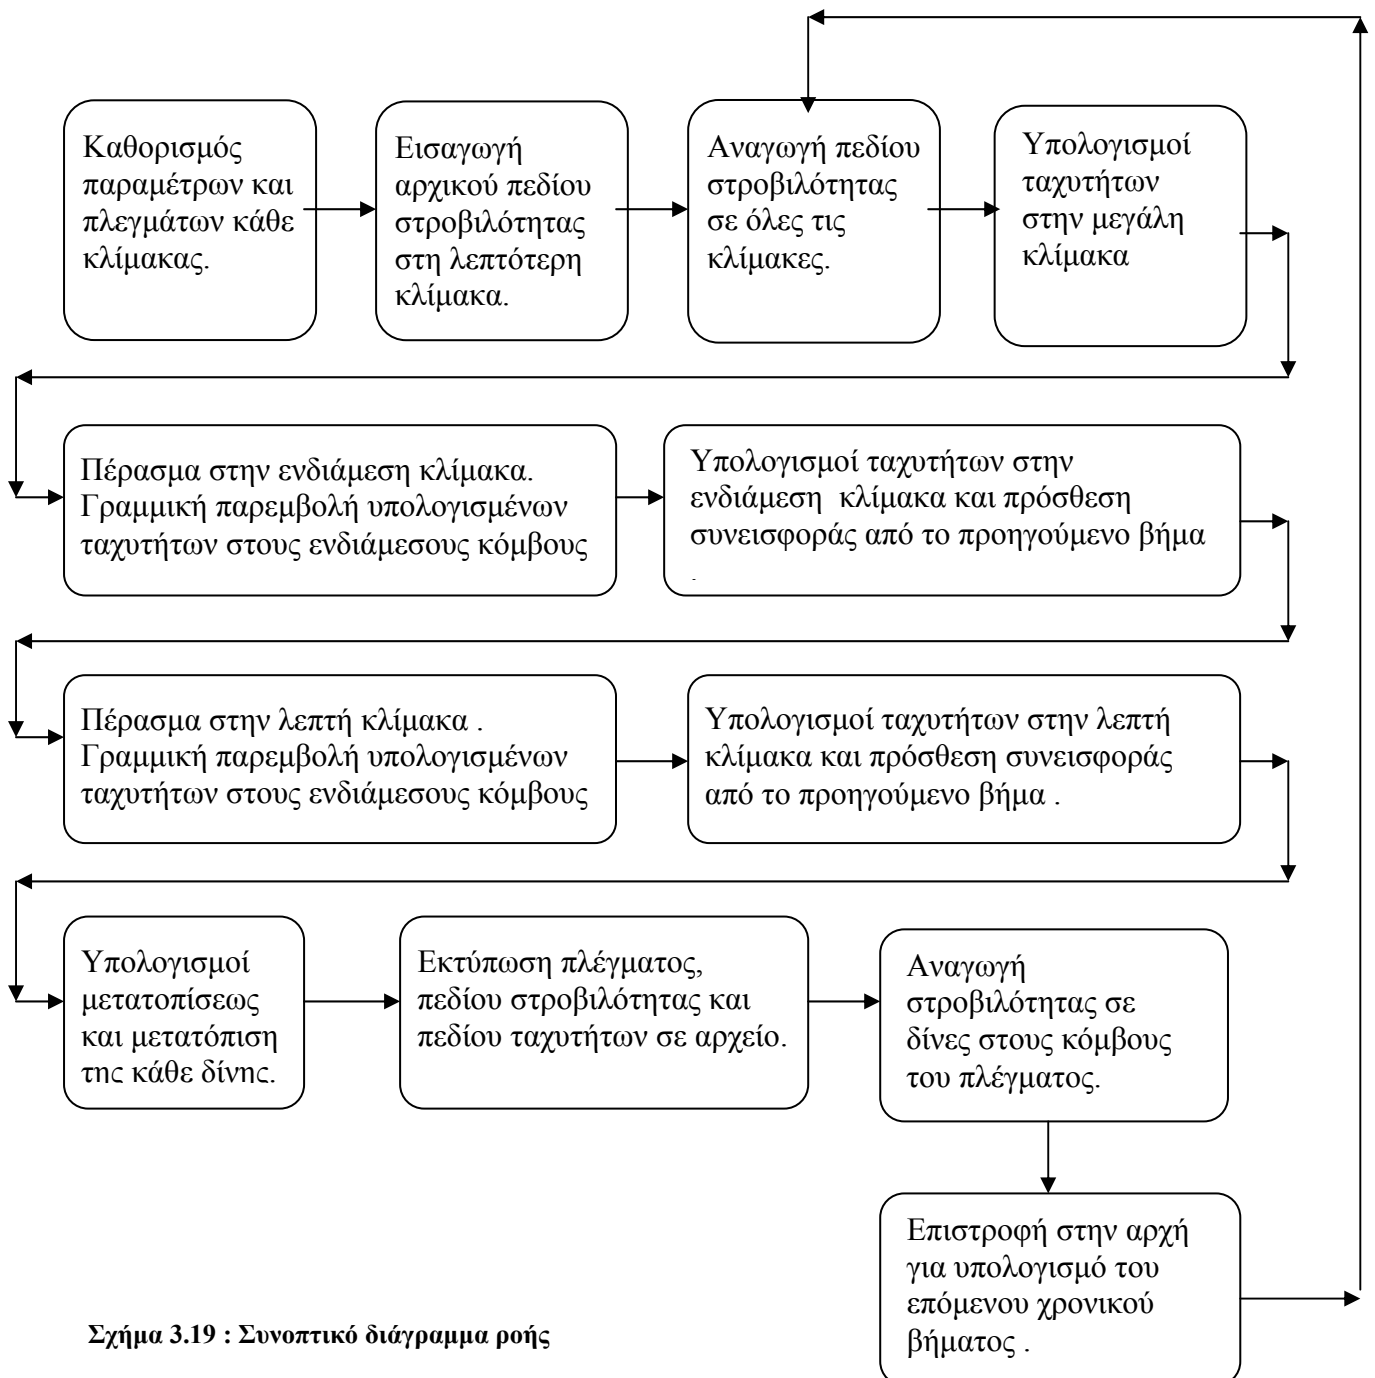 Καθορισμός
παραμέτρων και
πλεγμάτων κάθε
κλίμακας.
Εισαγωγή
αρχικού πεδίου
στροβιλότητας
στη λεπτότερη
κλίμακα.
Αναγωγή πεδίου
στροβιλότητας
σε όλες τις
κλίμακες.
Υπολογισμοί
ταχυτήτων
στην μεγάλη
κλίμακα
Πέρασμα στην ενδιάμεση κλίμακα.
Γραμμική παρεμβολή υπολογισμένων
ταχυτήτων στους ενδιάμεσους κόμβους
Υπολογισμοί ταχυτήτων στην
ενδιάμεση κλίμακα και πρόσθεση
συνεισφοράς από το προηγούμενο βήμα
.
Πέρασμα στην λεπτή κλίμακα .
Γραμμική παρεμβολή υπολογισμένων
ταχυτήτων στους ενδιάμεσους κόμβους
Υπολογισμοί ταχυτήτων στην λεπτή
κλίμακα και πρόσθεση συνεισφοράς
από το προηγούμενο βήμα .
Υπολογισμοί
μετατοπίσεως
και μετατόπιση
της κάθε δίνης.
Εκτύπωση πλέγματος,
πεδίου στροβιλότητας και
πεδίου ταχυτήτων σε αρχείο.
Αναγωγή
στροβιλότητας σε
δίνες στους κόμβους
του πλέγματος.
Επιστροφή στην αρχή
για υπολογισμό του
επόμενου χρονικού
βήματος .
Σχήμα 3.19 : Συνοπτικό διάγραμμα ροής